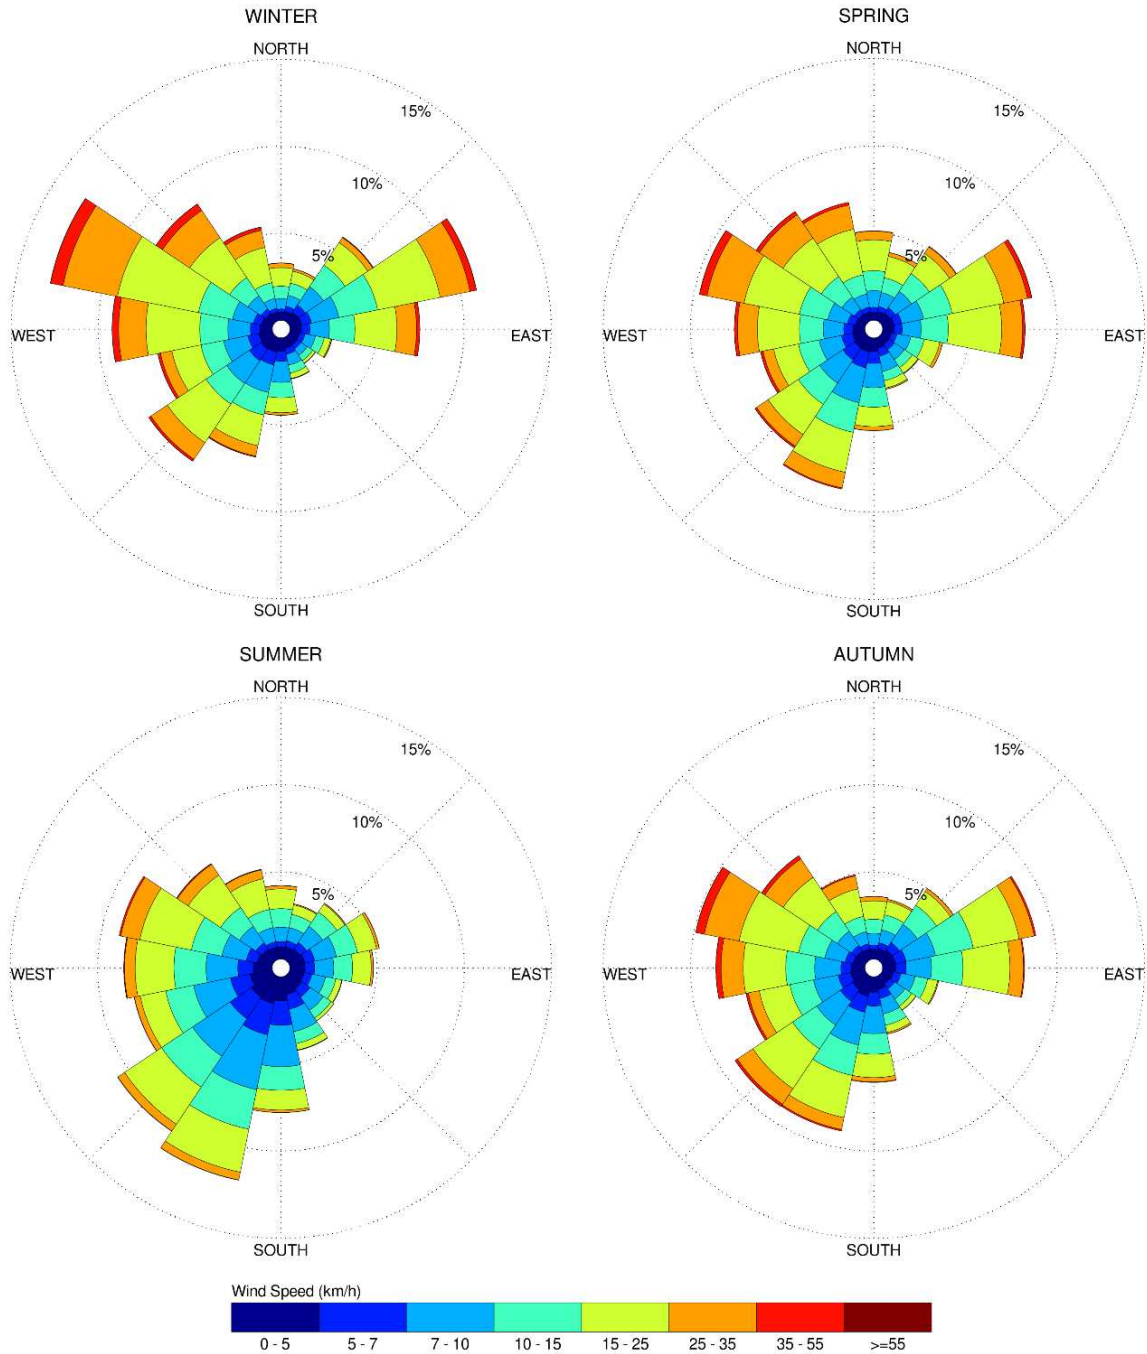 WINTER
NORTH
15%
10%
5%
WEST
EAST
SOUTH
SPRING
NORTH
15%
10%
5%
WEST
EAST
SOUTH
SUMMER
NORTH
15%
10%
5%
WEST
EAST
SOUTH
AUTUMN
NORTH
15%
10%
5%
WEST
EAST
SOUTH
Wind Speed (km/h)
0 - 5 5 - 7 7 - 10 10 - 15 15 - 25 25 - 35 35 - 55 >=55